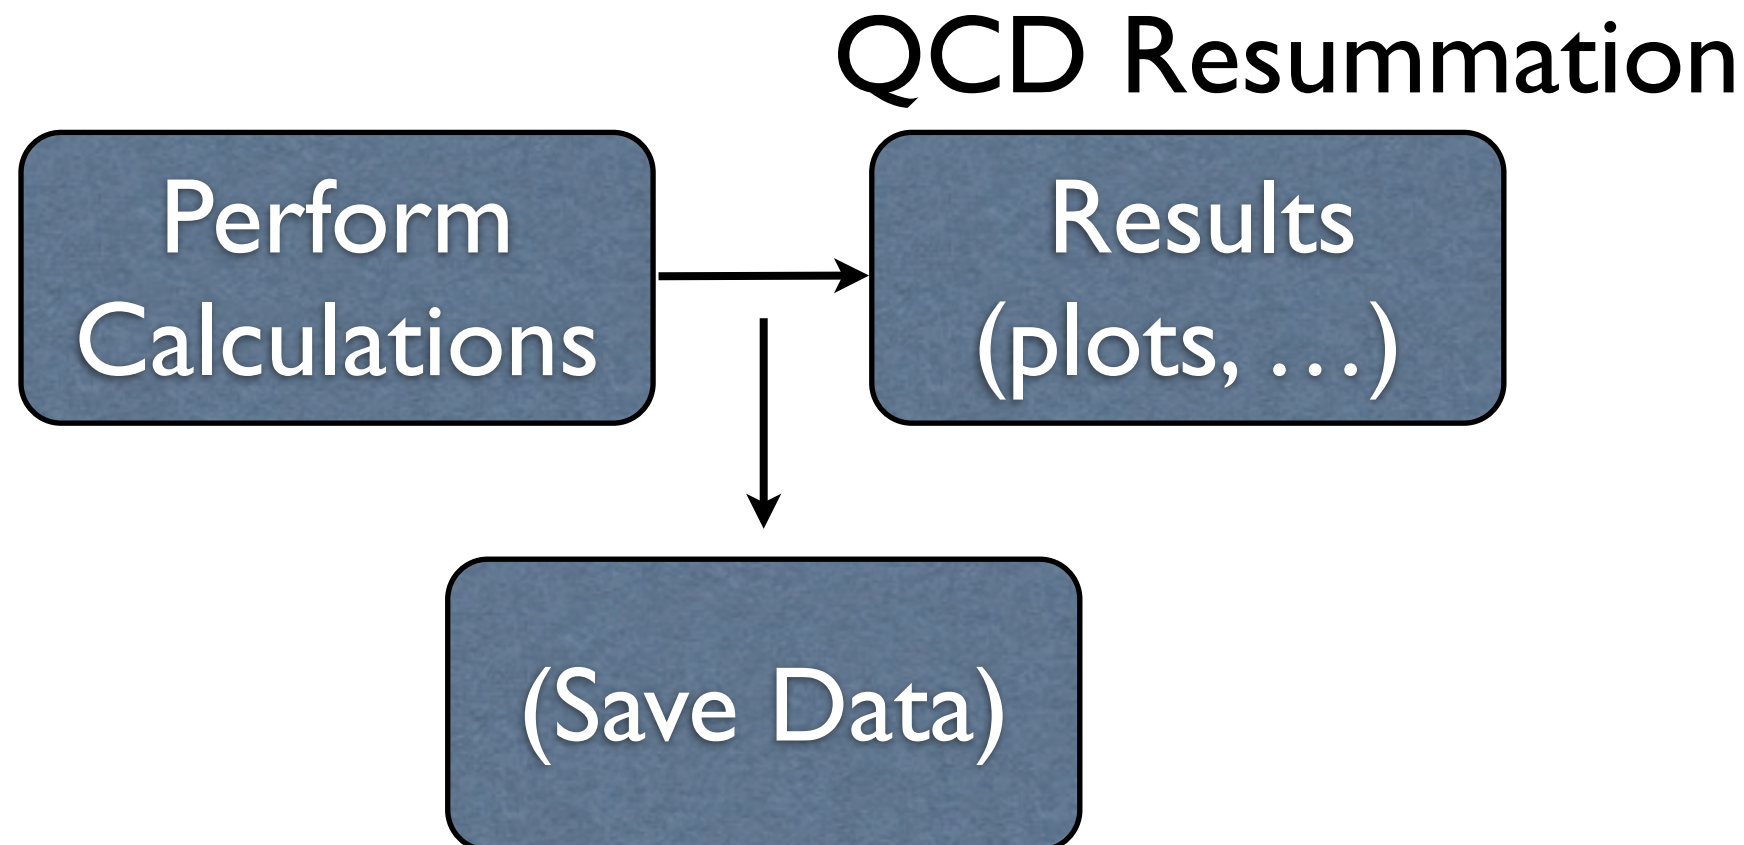 QCD Resummation
Perform
Calculations
Results
(plots, …)
(Save Data)